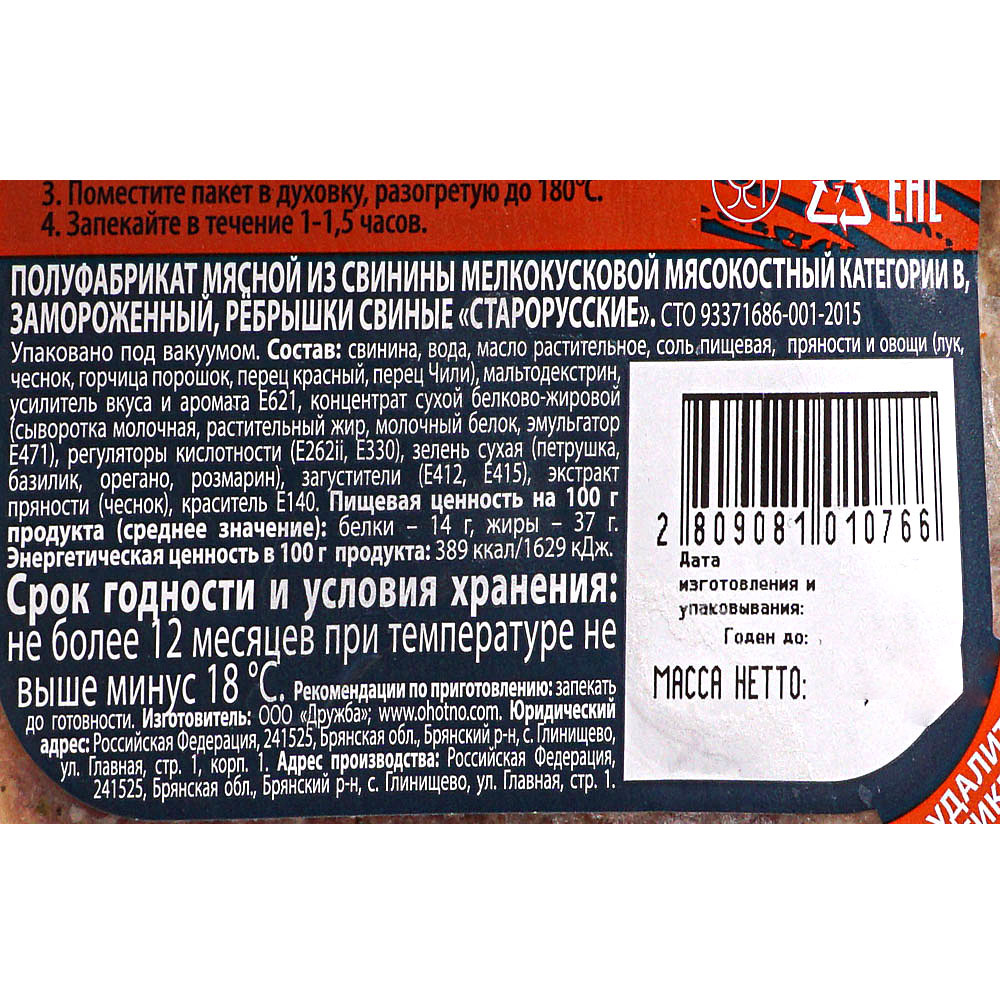 3. Поместите пакет в духовку, разогретую до 180°С.
4. Запекайте в течение 1-1,5 часов.
EAC
ПОЛУФАБРИКАТ МЯСНОЙ ИЗ СВИНИНЫ МЕЛКОКУСКОВОЙ МЯСОКОСТНЫЙ КАТЕГОРИИ В,
ЗАМОРОЖЕННЫЙ, РЁБРЫШКИ СВИНЫЕ «СТАРОРУССКИЕ». СТО 93371686-001-2015
Упаковано под вакуумом. Состав: свинина, вода, масло растительное, соль пищевая, пряности и овощи (лук,
чеснок, горчица порошок, перец красный, перец Чили), мальтодекстрин,
усилитель вкуса и аромата Е621, концентрат сухой белково-жировой
(сыворотка молочная, растительный жир, молочный белок, эмульгатор
Е471), регуляторы кислотности (Е262ii, Е330), зелень сухая (петрушка,
базилик, орегано, розмарин), загустители (Е412, Е415), экстракт
пряности (чеснок), краситель Е140. Пищевая ценность на 100 г
продукта (среднее значение): белки – 14 г, жиры – 37 г.
Энергетическая ценность в 100 г продукта: 389 ккал/1629 кДж.
Срок годности и условия хранения:
не более 12 месяцев при температуре не
выше минус 18 °С. Рекомендации по приготовлению: запекать
до готовности. Изготовитель: ООО «Дружба»; www.ohotno.com. Юридический
адрес: Российская Федерация, 241525, Брянская обл., Брянский р-н, с. Глинищево,
ул. Главная, стр. 1, корп. 1. Адрес производства: Российская Федерация,
241525, Брянская обл., Брянский р-н, с. Глинищево, ул. Главная, стр. 1.
2 809081 010766
Дата
изготовления и
упаковывания:
Годен до:
МАССА НЕТТО: